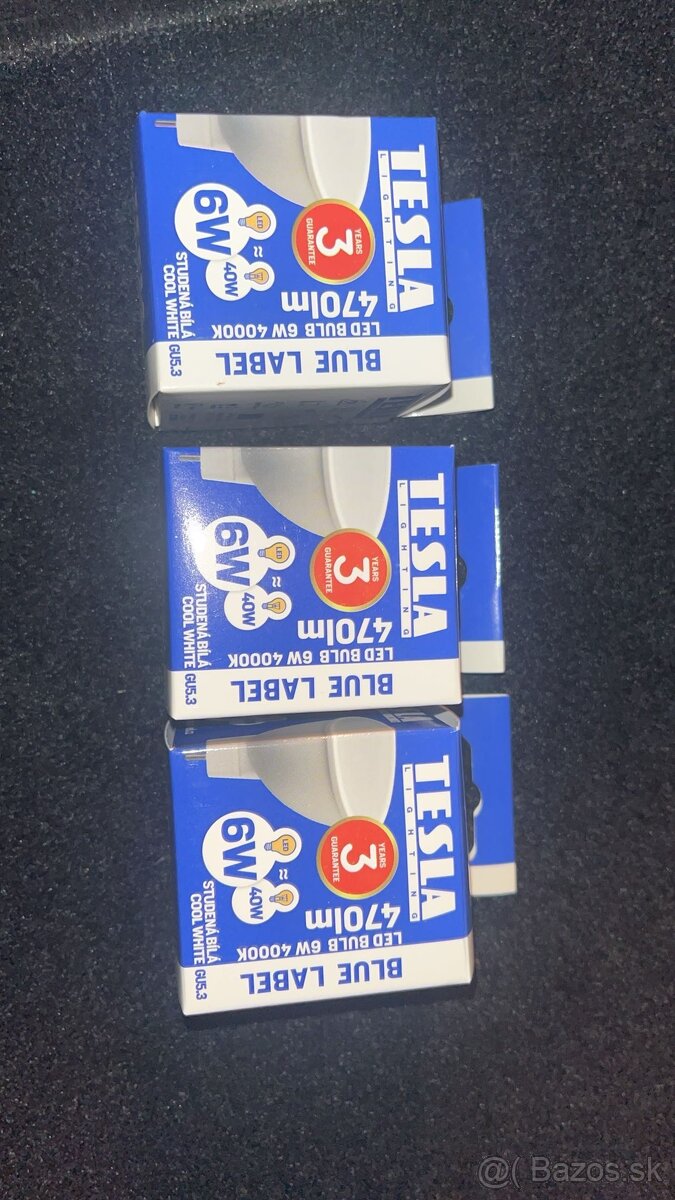 TESLA
LIGHTING
3
YEARS
GUARANTEE
LED
6W
≈
40W
470lm
LED BULB 6W 4000K
STUDENÁ BÍLÁ
COOL WHITE GU5.3
BLUE LABEL
TESLA
LIGHTING
3
YEARS
GUARANTEE
LED
6W
≈
40W
470lm
LED BULB 6W 4000K
STUDENÁ BÍLÁ
COOL WHITE GU5.3
BLUE LABEL
TESLA
LIGHTING
3
YEARS
GUARANTEE
LED
6W
≈
40W
470lm
LED BULB 6W 4000K
STUDENÁ BÍLÁ
COOL WHITE GU5.3
BLUE LABEL
@( Bazos.sk